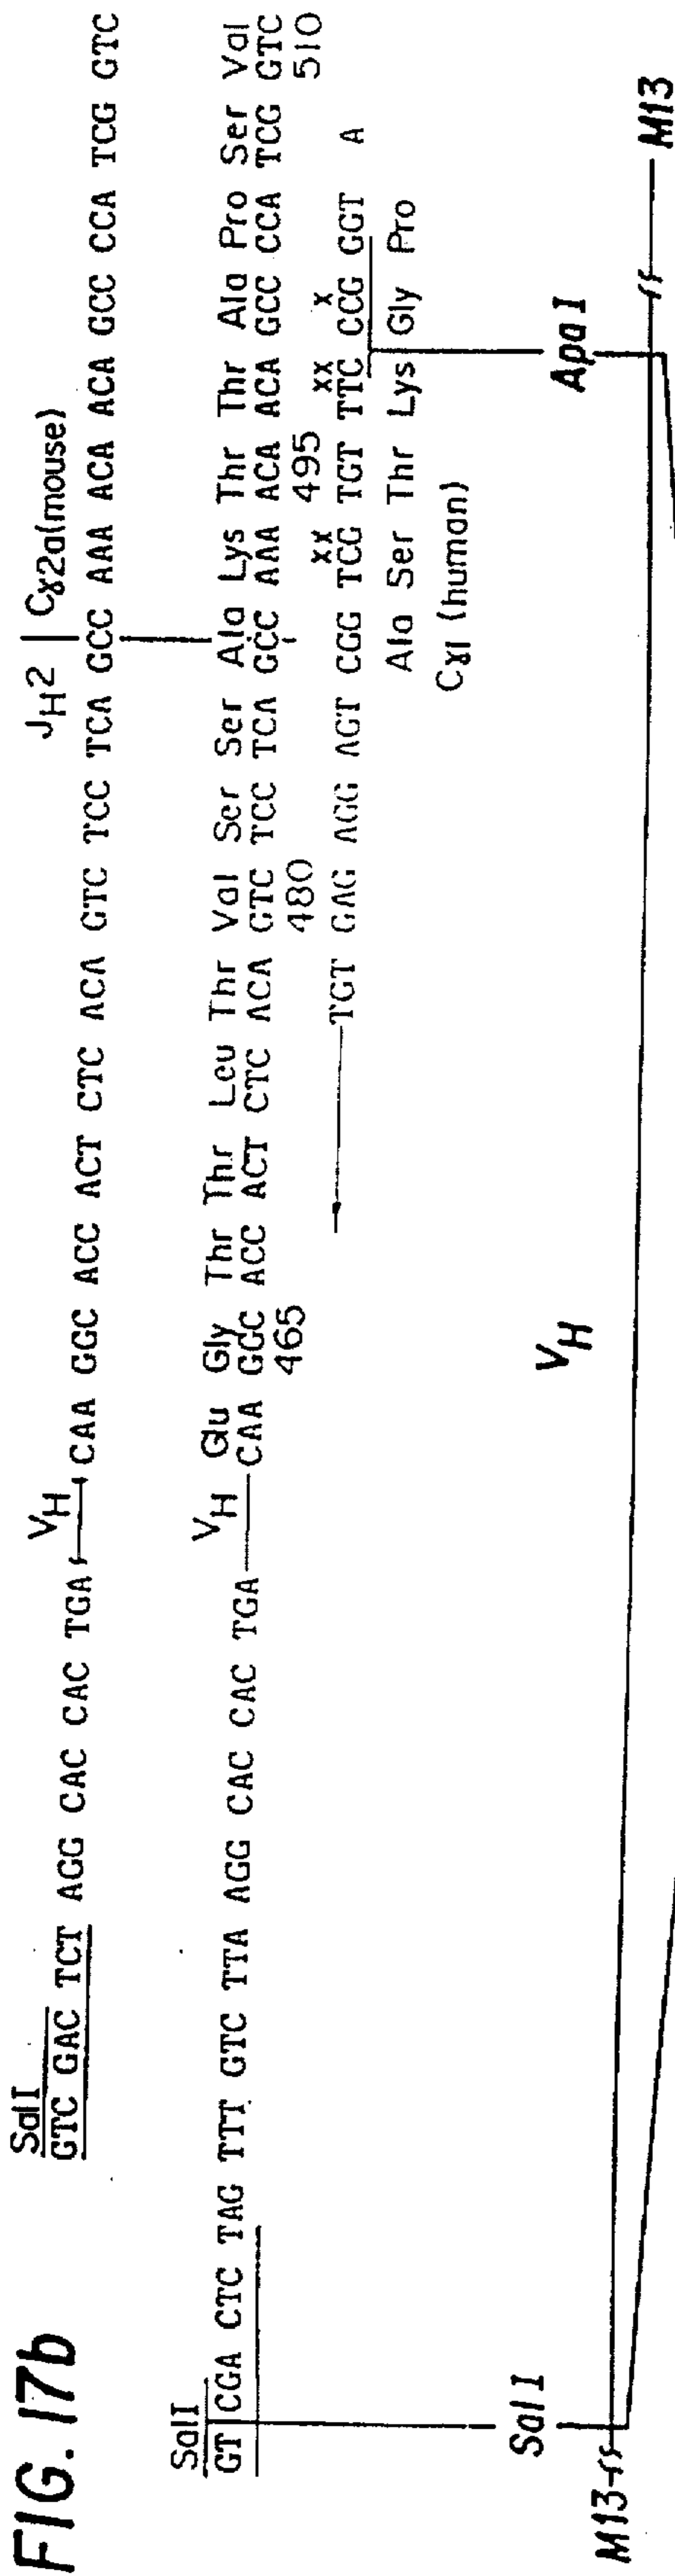 FIG. 17b
SalI
GTC GAC TCT AGG CAC CAC TGA VH CAA GGC ACC ACT CTC ACA GTC TCC TCA GCC AAA ACA ACA GCC CCA TCG GTC
JH2 | Cγ2a(mouse)
SalI
GT CGA CTC TAG TTT GTC TTA AGG CAC CAC TGA VH CAA GGC ACC ACT CTC ACA GTC TCC TCA GCC AAA ACA ACA GCC CCA TCG GTC
Glu Gly Thr Thr Leu Thr Val Ser Ser Ala Lys Thr Thr Ala Pro Ser Val
465 480 495 510
xx xx x
TGT GAG AGG AGT CGG TCG TGT TTC CCG GGT A
Ala Ser Thr Lys Gly Pro
Cγ1 (human)
Sal I
VH
Apa I
M13
M13